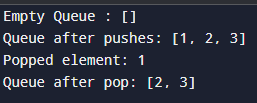 Empty Queue : []
Queue after pushes: [1, 2, 3]
Popped element: 1
Queue after pop: [2, 3]